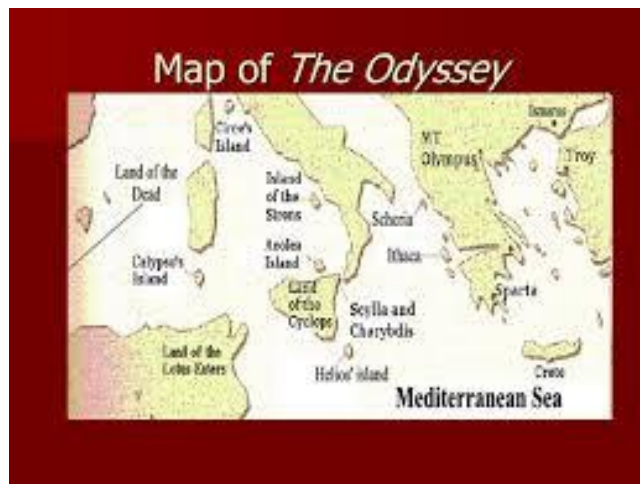 Map of The Odyssey
Circe's
Island
Ismarus
MT
Olympus
Troy
Land of the
Dead
Island
of the
Sirens
Scheria
Aeolea
Island
Ithaca
Calypso's
Island
Land
of the
Cyclops
Sparta
Scylla and
Charybdis
Land of the
Lotus Eaters
Helios' island
Crete
Mediterranean Sea